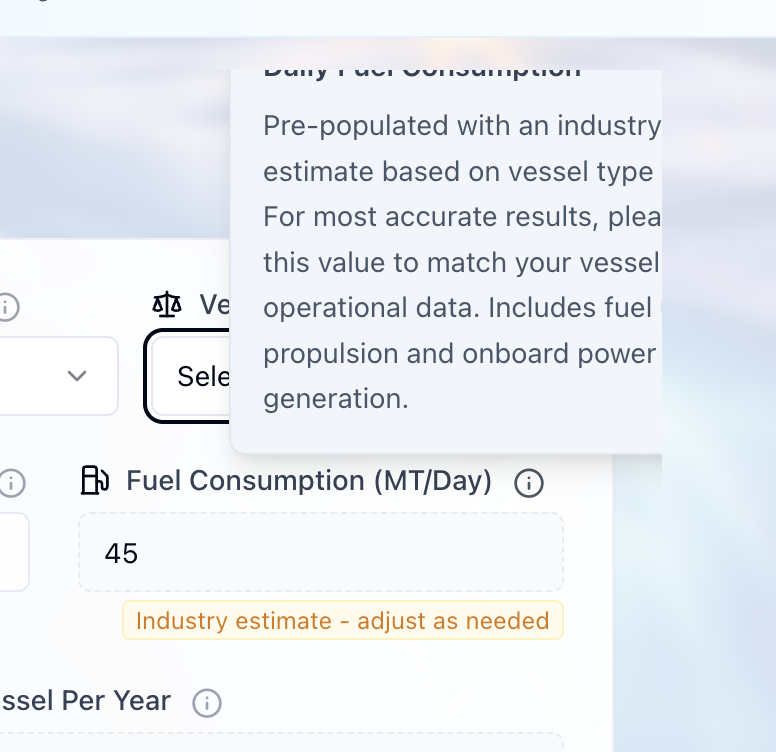 Daily Fuel Consumption
Pre-populated with an industry
estimate based on vessel type
For most accurate results, plea
this value to match your vessel
operational data. Includes fuel
propulsion and onboard power
generation.
Ve
Sele
Fuel Consumption (MT/Day)
45
Industry estimate - adjust as needed
ssel Per Year